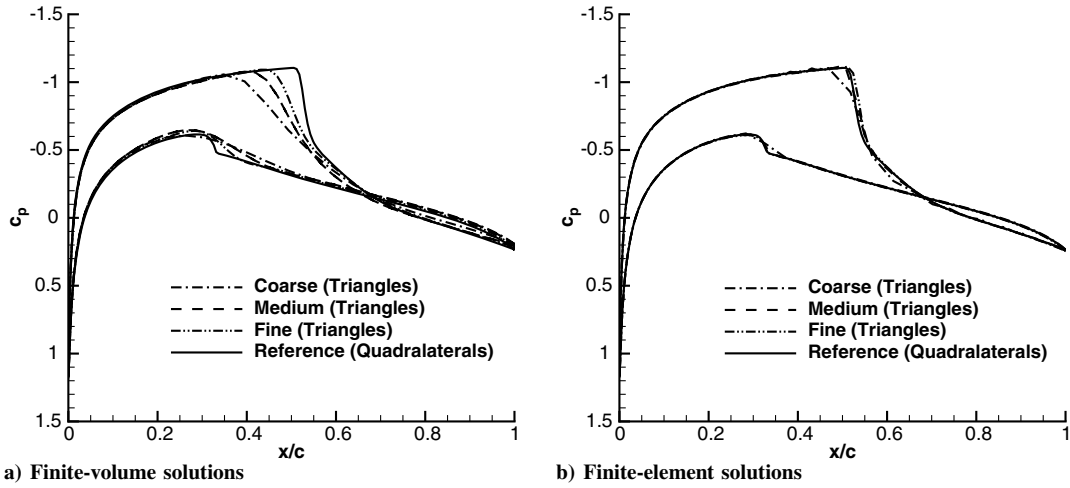 -1.5
-1
-0.5
0
0.5
1
1.5
c_p
0
0.2
0.4
0.6
0.8
1
x/c
Coarse (Triangles)
Medium (Triangles)
Fine (Triangles)
Reference (Quadralaterals)
a) Finite-volume solutions
-1.5
-1
-0.5
0
0.5
1
1.5
c_p
0
0.2
0.4
0.6
0.8
1
x/c
Coarse (Triangles)
Medium (Triangles)
Fine (Triangles)
Reference (Quadralaterals)
b) Finite-element solutions